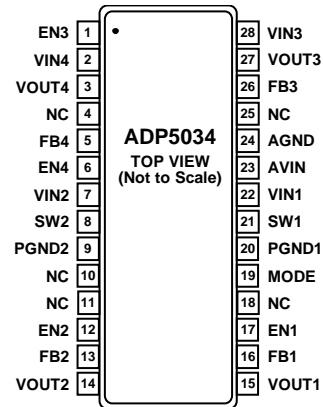 EN3 1 28 VIN3
VIN4 2 27 VOUT3
VOUT4 3 26 FB3
NC 4 25 NC
FB4 5 24 AGND
EN4 6 23 AVIN
VIN2 7 22 VIN1
SW2 8 21 SW1
PGND2 9 20 PGND1
NC 10 19 MODE
NC 11 18 NC
EN2 12 17 EN1
FB2 13 16 FB1
VOUT2 14 15 VOUT1
ADP5034
TOP VIEW
(Not to Scale)